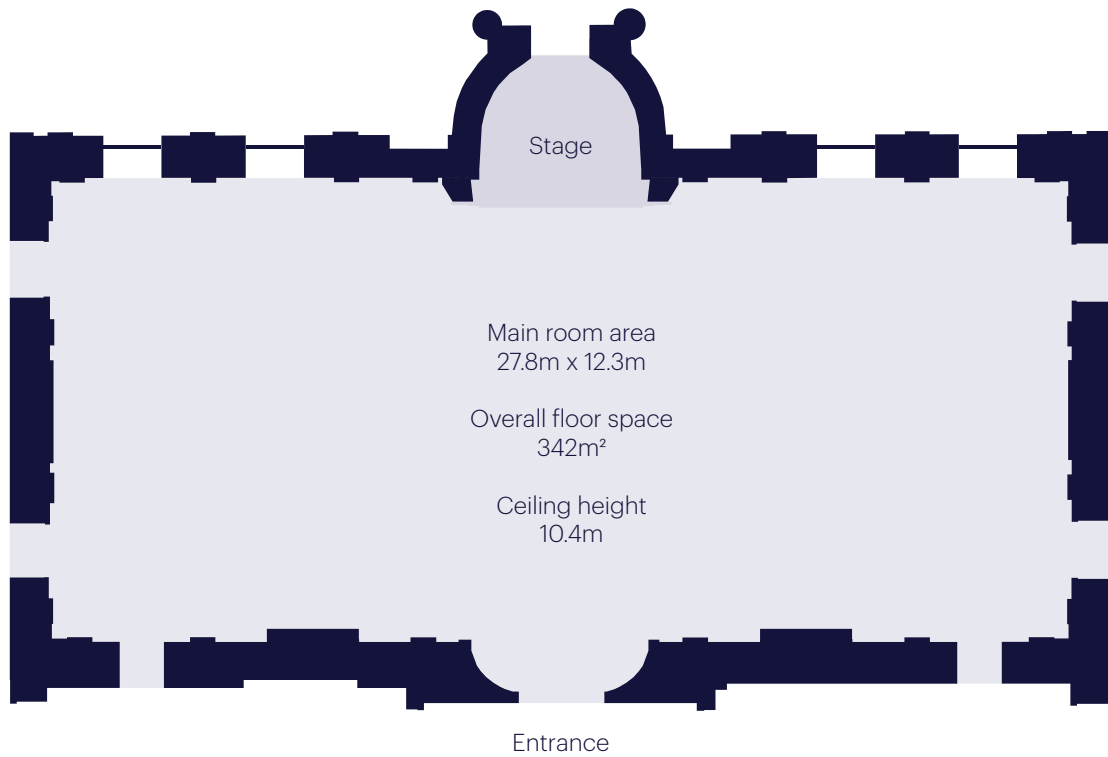 Stage
Main room area
27.8m x 12.3m
Overall floor space
342m²
Ceiling height
10.4m
Entrance